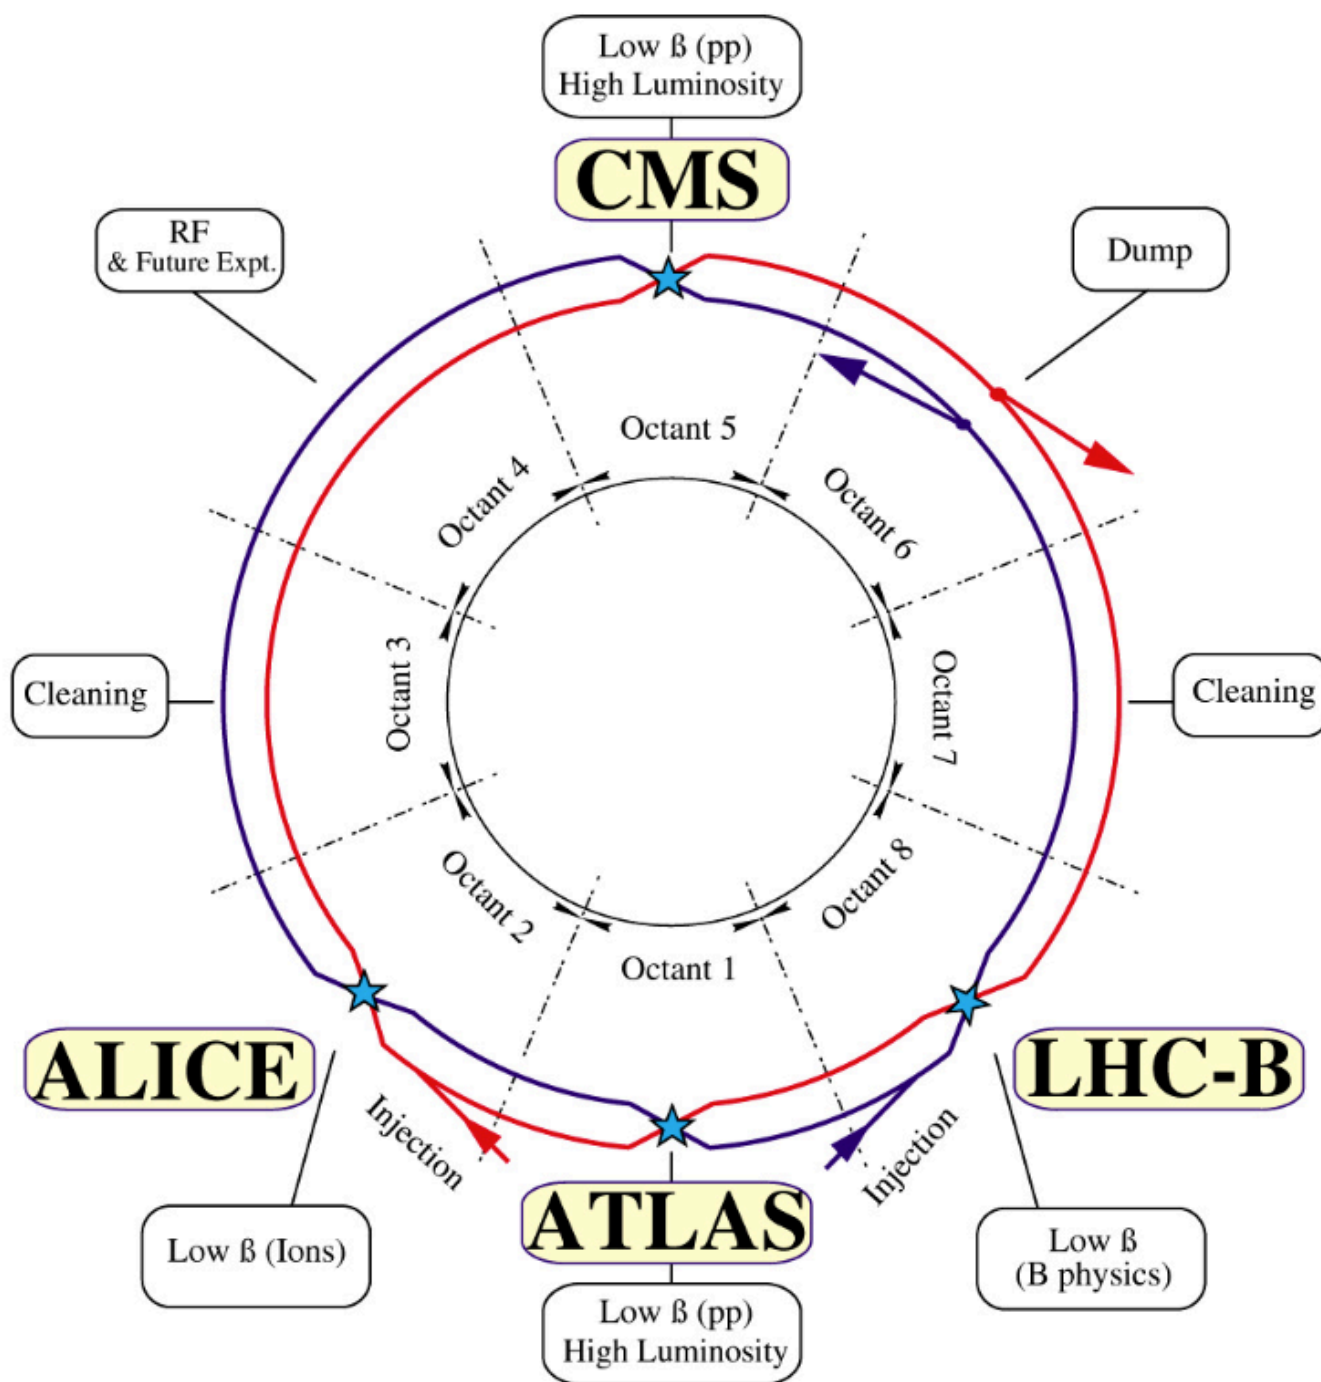 Low ß (pp)
High Luminosity
CMS
RF
& Future Expt.
Dump
Octant 5
Octant 4
Octant 6
Cleaning
Octant 3
Octant 7
Cleaning
Octant 2
Octant 8
Octant 1
ALICE
LHC-B
Injection
Injection
ATLAS
Low ß (Ions)
Low ß
(B physics)
Low ß (pp)
High Luminosity